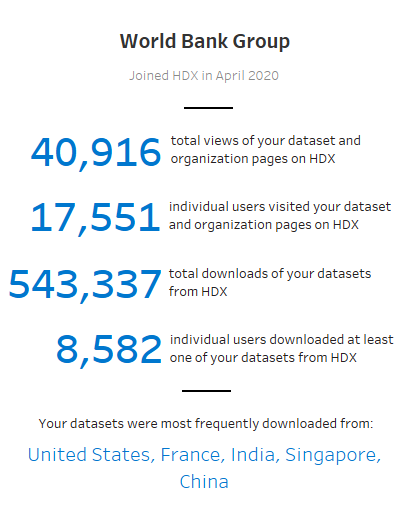 World Bank Group
Joined HDX in April 2020
40,916 total views of your dataset and
organization pages on HDX
17,551 individual users visited your dataset
and organization pages on HDX
543,337 total downloads of your datasets
from HDX
8,582 individual users downloaded at least
one of your datasets from HDX
Your datasets were most frequently downloaded from:
United States, France, India, Singapore,
China